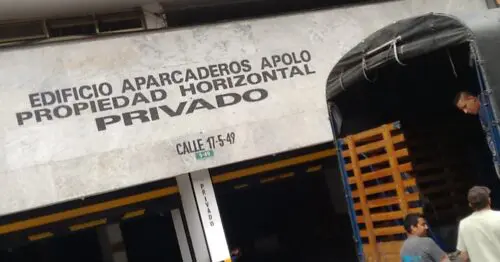 EDIFICIO APARCADEROS APOLO
PROPIEDAD HORIZONTAL
PRIVADO
CALLE 17-5-49
PRIVADO